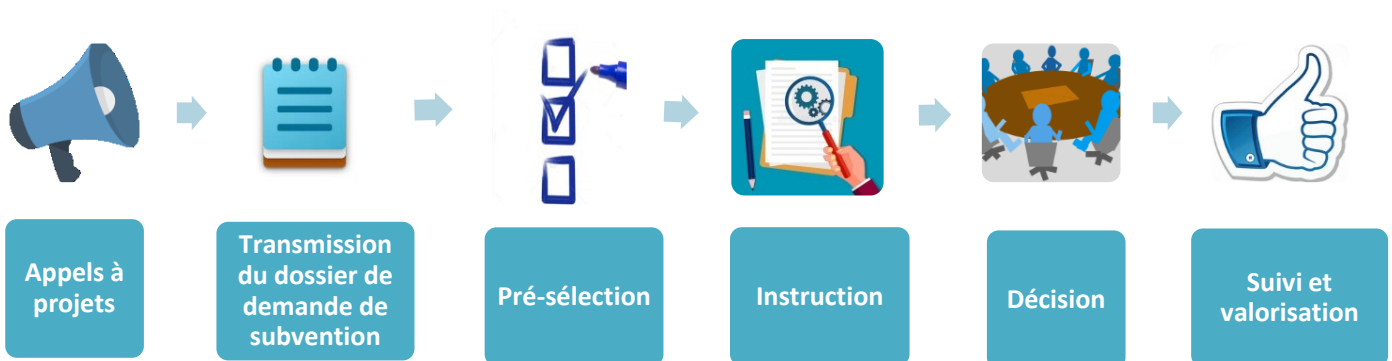 Appels à
projets
Transmission
du dossier de
demande de
subvention
Pré-sélection
Instruction
Décision
Suivi et
valorisation